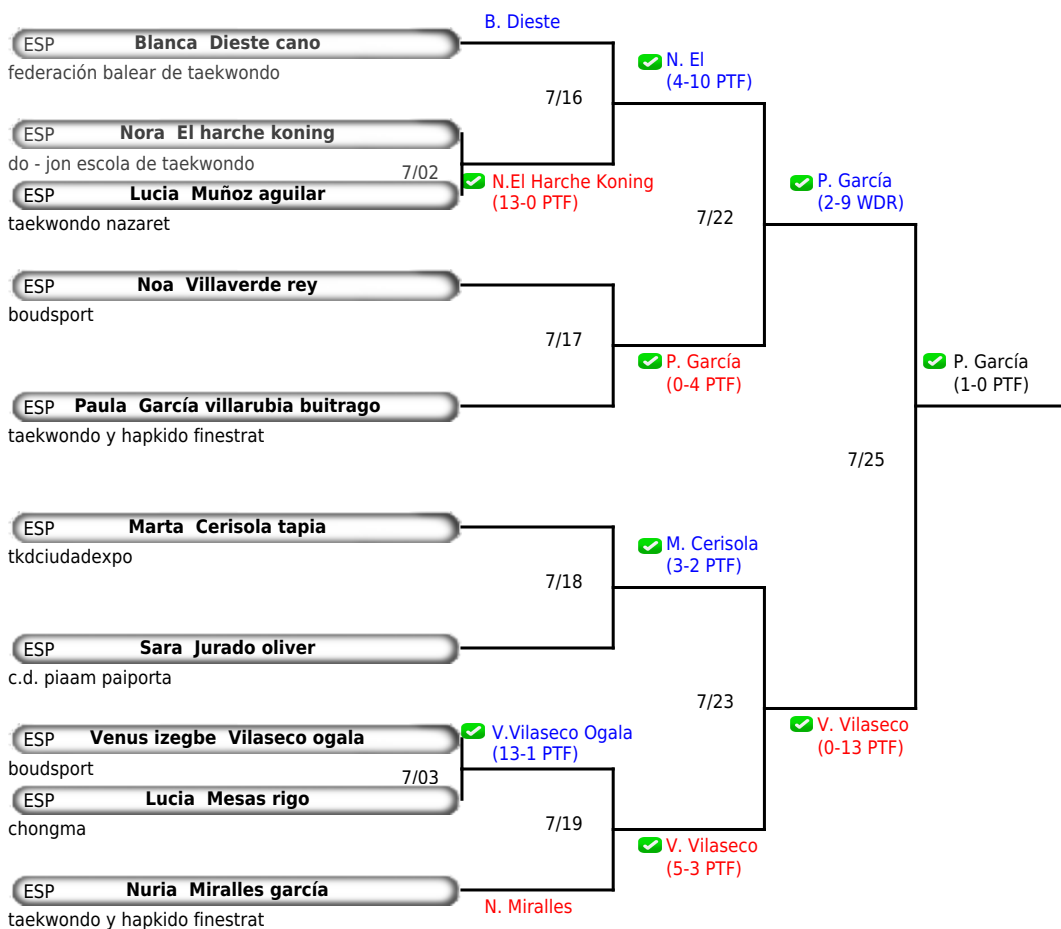 B. Dieste
ESP Blanca Dieste cano
federación balear de taekwondo
N. El
(4-10 PTF)
7/16
ESP Nora El harche koning
do - jon escola de taekwondo
7/02
N.El Harche Koning
(13-0 PTF)
ESP Lucia Muñoz aguilar
taekwondo nazaret
P. García
(2-9 WDR)
7/22
ESP Noa Villaverde rey
boudsport
7/17
P. García
(0-4 PTF)
P. García
(1-0 PTF)
ESP Paula García villarubia buitrago
taekwondo y hapkido finestrat
7/25
ESP Marta Cerisola tapia
tkdciudadexpo
M. Cerisola
(3-2 PTF)
7/18
ESP Sara Jurado oliver
c.d. piaam paiporta
7/23
V. Vilaseco
(0-13 PTF)
ESP Venus izegbe Vilaseco ogala
boudsport
V.Vilaseco Ogala
(13-1 PTF)
7/03
ESP Lucia Mesas rigo
chongma
7/19
V. Vilaseco
(5-3 PTF)
ESP Nuria Miralles garcía
taekwondo y hapkido finestrat
N. Miralles